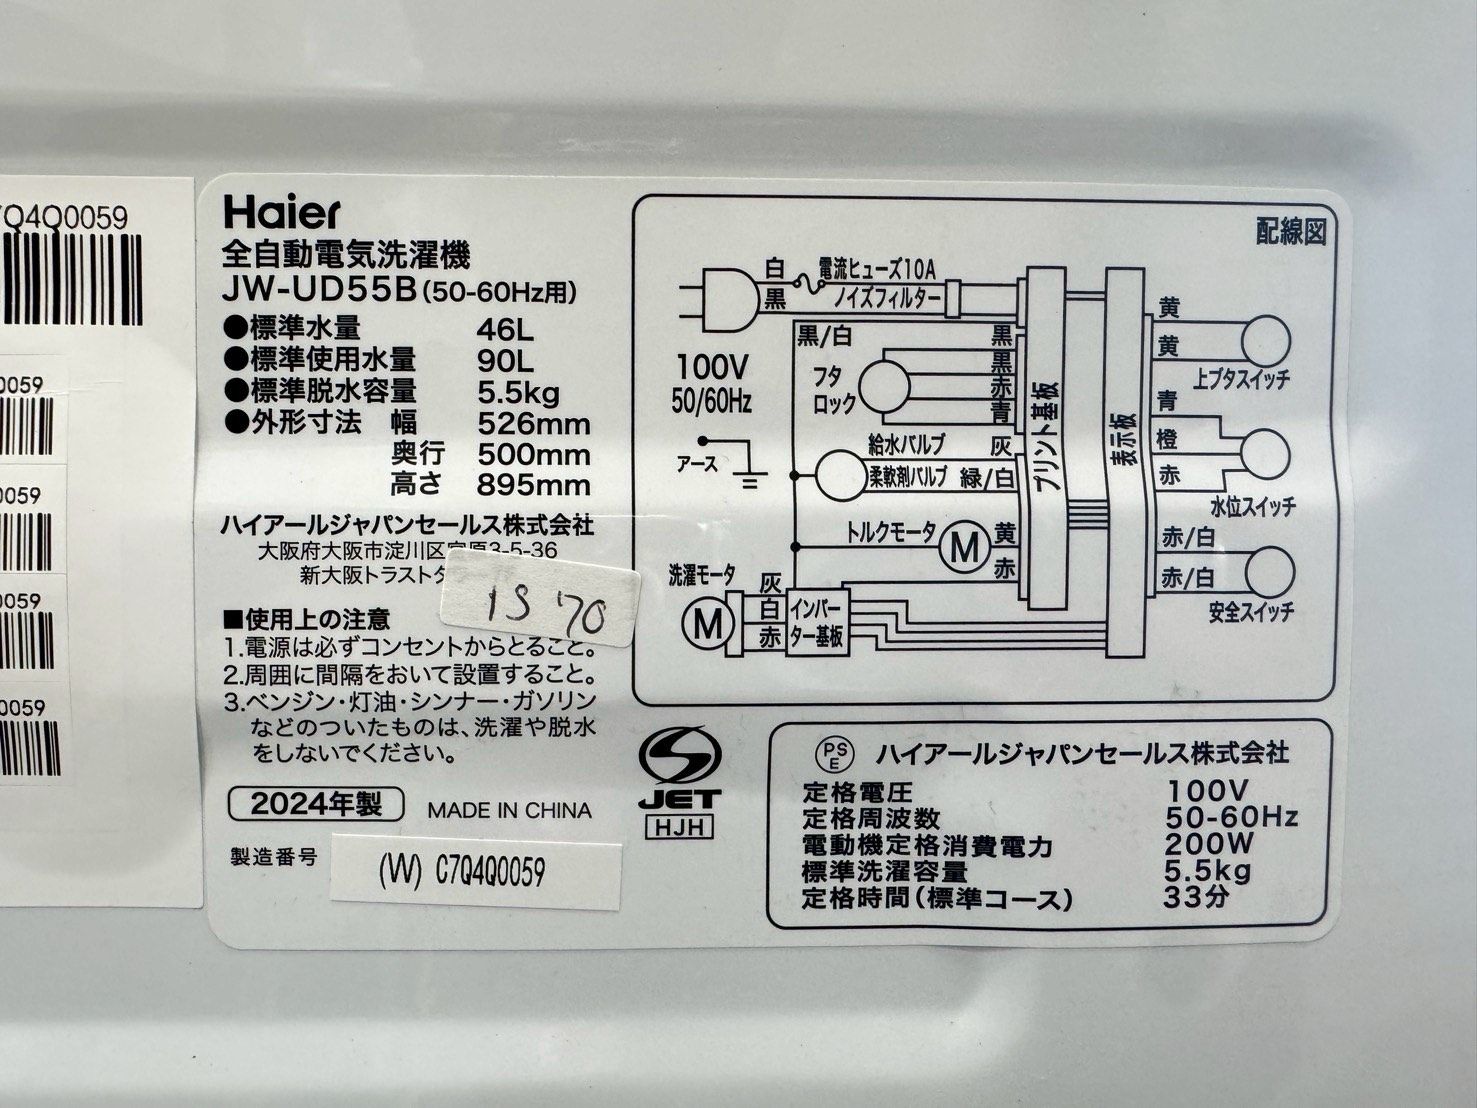 7Q4Q0059
0059
0059
0059
0059
Haier
全自動電気洗濯機
JW-UD55B(50-60Hz用)
●標準水量 46L
●標準使用水量 90L
●標準脱水容量 5.5kg
●外形寸法 幅 526mm
奥行 500mm
高さ 895mm
ハイアールジャパンセールス株式会社
大阪府大阪市淀川区宮原3-5-36
新大阪トラストタ
IS '70
■使用上の注意
1.電源は必ずコンセントからとること。
2.周囲に間隔をおいて設置すること。
3.ベンジン・灯油・シンナー・ガソリン
などのついたものは、洗濯や脱水
をしないでください。
2024年製 MADE IN CHINA
製造番号 (W) C7Q4Q0059
配線図
白 電流ヒューズ10A
黒 ノイズフィルター
黒/白
100V
50/60Hz
アース
フタ
ロック
黒
黒
赤
青
給水バルブ 灰
柔軟剤バルブ 緑/白
トルクモータ M 黄
赤
洗濯モータ
M
灰
白
赤
インバー
ター基板
プリント基板
表示板
黄
黄
上ブタスイッチ
青
橙
赤
水位スイッチ
赤/白
赤/白
安全スイッチ
JET
HJH
PS
E
ハイアールジャパンセールス株式会社
定格電圧 100V
定格周波数 50-60Hz
電動機定格消費電力 200W
標準洗濯容量 5.5kg
定格時間(標準コース) 33分